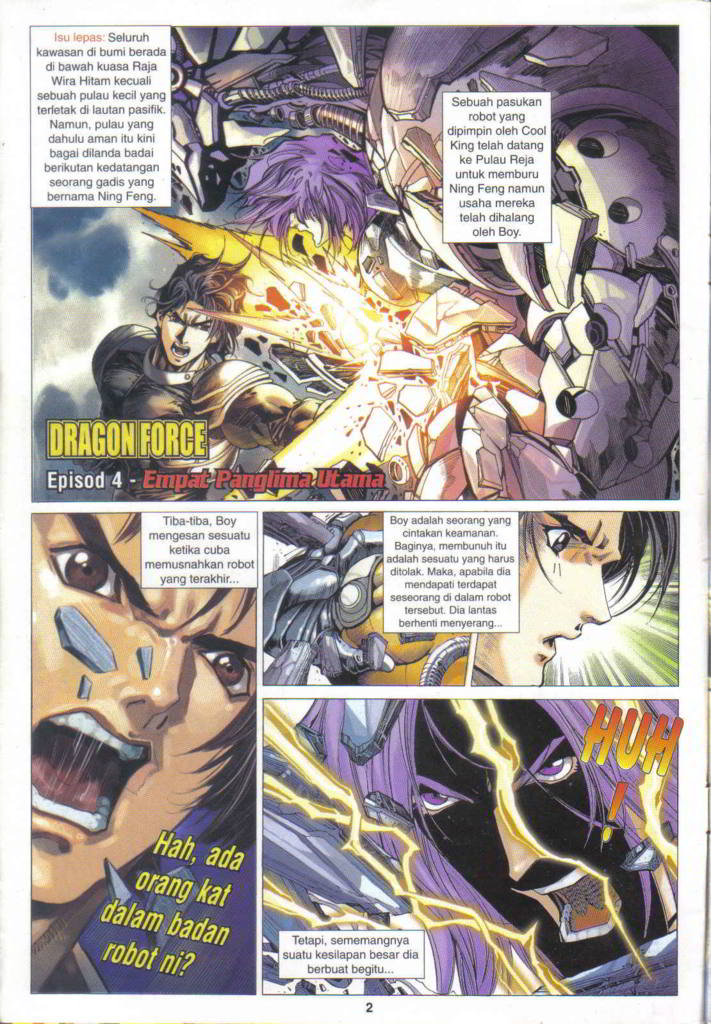 Isu lepas: Seluruh
kawasan di bumi berada
di bawah kuasa Raja
Wira Hitam kecuali
sebuah pulau kecil yang
terletak di lautan pasifik.
Namun, pulau yang
dahulu aman itu kini
bagai dilanda badai
berikutan kedatangan
seorang gadis yang
bernama Ning Feng.
Sebuah pasukan
robot yang
dipimpin oleh Cool
King telah datang
ke Pulau Reja
untuk memburu
Ning Feng namun
usaha mereka
telah dihalang
oleh Boy.
DRAGON FORCE
Episod 4 - Empat Panglima Utama
Tiba-tiba, Boy
mengesan sesuatu
ketika cuba
memusnahkan robot
yang terakhir...
Boy adalah seorang yang
cintakan keamanan.
Baginya, membunuh itu
adalah sesuatu yang harus
ditolak. Maka, apabila dia
mendapati terdapat
seseorang di dalam robot
tersebut. Dia lantas
berhenti menyerang...
Hah, ada
orang kat
dalam badan
robot ni?
HUH
!
Tetapi, sememangnya
suatu kesilapan besar dia
berbuat begitu...
2